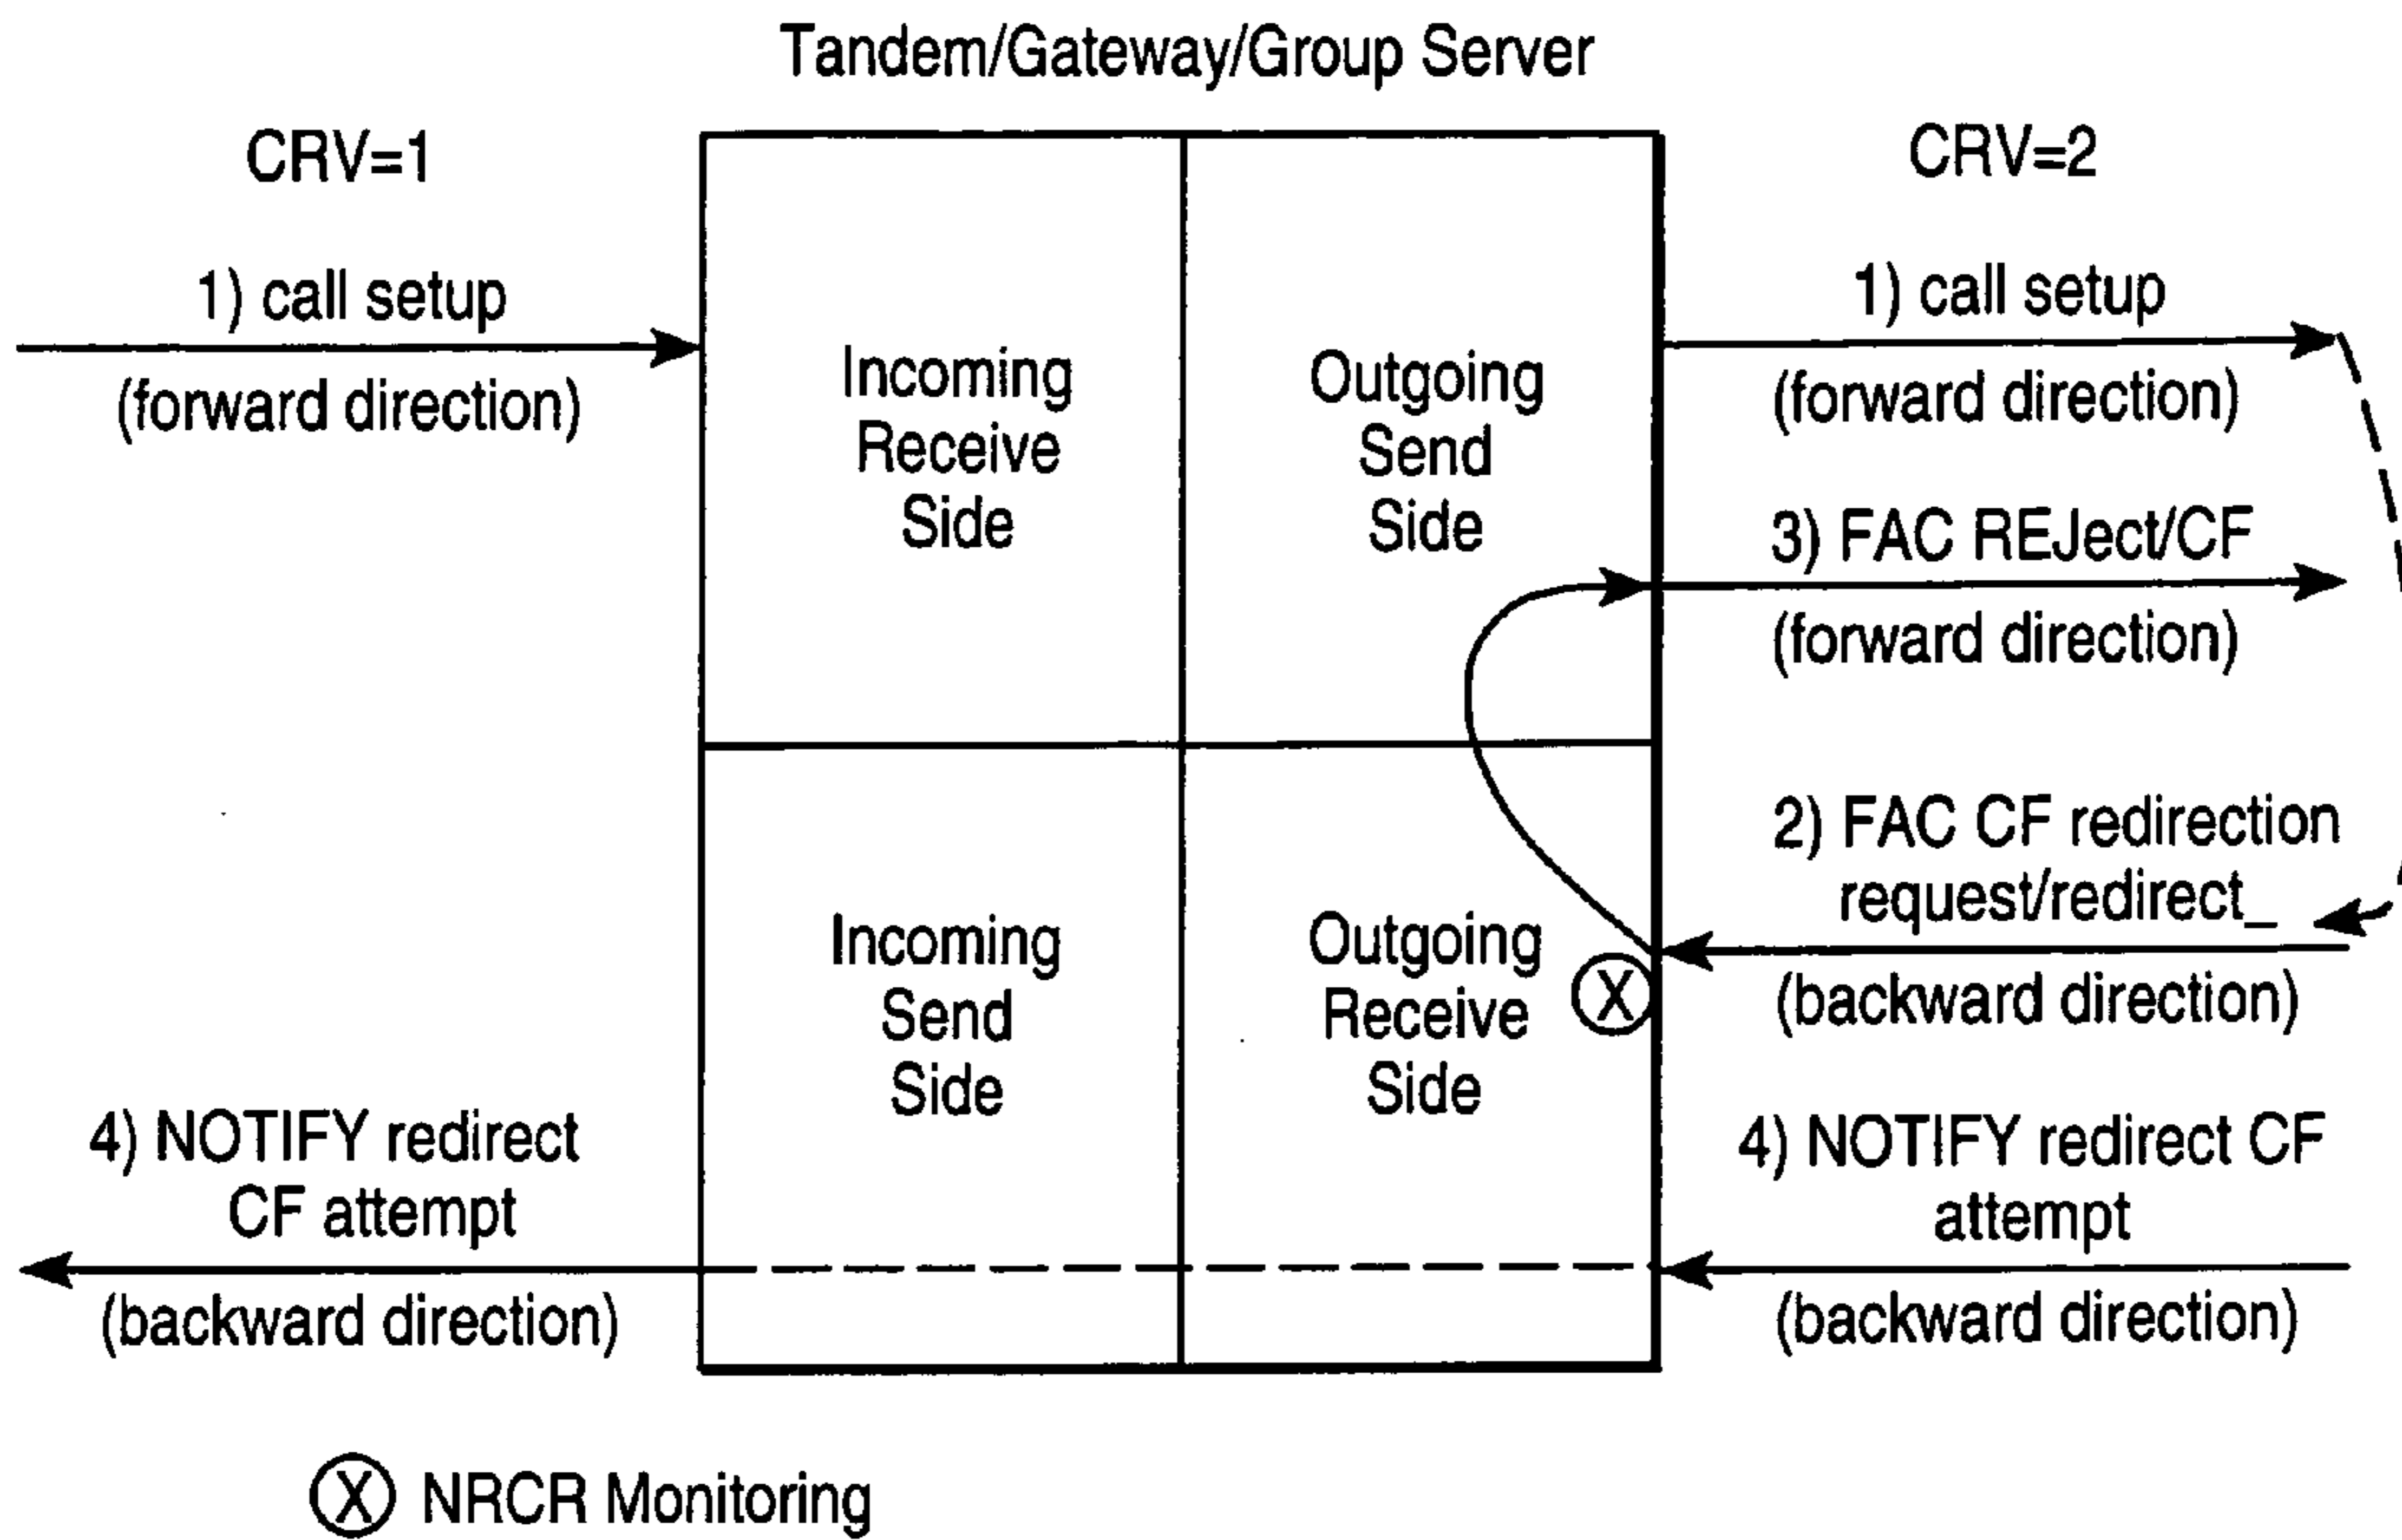 Tandem/Gateway/Group Server
CRV=1
CRV=2
1) call setup
(forward direction)
1) call setup
(forward direction)
Incoming
Receive
Side
Outgoing
Send
Side
3) FAC REJect/CF
(forward direction)
2) FAC CF redirection
request/redirect_
(backward direction)
Incoming
Send
Side
Outgoing
Receive
Side
X
4) NOTIFY redirect
CF attempt
(backward direction)
4) NOTIFY redirect CF
attempt
(backward direction)
X NRCR Monitoring